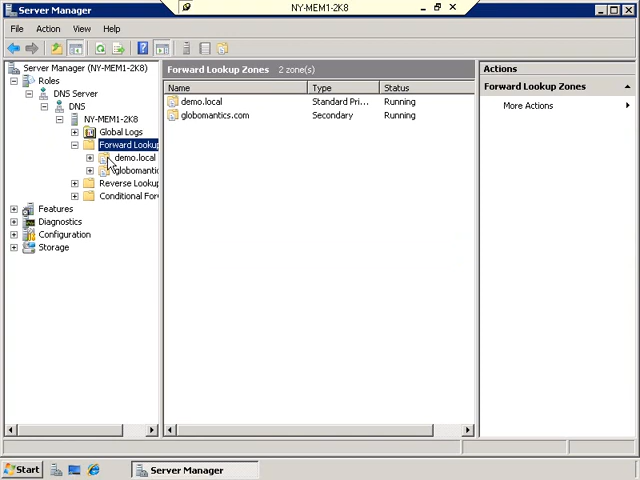 Server Manager
NY-MEM1-2K8
File Action View Help
Server Manager (NY-MEM1-2K8)
Roles
DNS Server
DNS
NY-MEM1-2K8
Global Logs
Forward Lookup
demo.local
globomantic
Reverse Lookup
Conditional For
Features
Diagnostics
Configuration
Storage
Forward Lookup Zones 2 zone(s)
Name Type Status
demo.local Standard Pri... Running
globomantics.com Secondary Running
Actions
Forward Lookup Zones
More Actions
Start
Server Manager